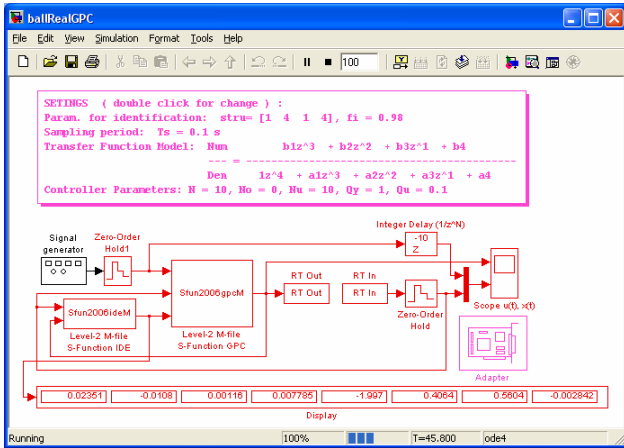 ballRealGPC
File Edit View Simulation Format Tools Help
100
SETINGS ( double click for change ) :
Param. for identification: stru= [1 4 1 4], fi = 0.98
Sampling period: Ts = 0.1 s
Transfer Function Model: Num b1z^3 + b2z^2 + b3z^1 + b4
--- = ------------------------------------------
Den 1z^4 + a1z^3 + a2z^2 + a3z^1 + a4
Controller Parameters: N = 10, No = 0, Nu = 10, Qy = 1, Qu = 0.1
Integer Delay (1/z^N)
Signal generator
Zero-Order Hold1
-10
Z
Sfun2006gpcM
RT Out
RT In
RT Out
RT In
Scope u(t), x(t)
Sfun2006ideM
Zero-Order Hold
Level-2 M-file
S-Function IDE
Level-2 M-file
S-Function GPC
Adapter
0.02351 -0.0108 0.00116 0.007785 -1.997 0.4064 0.5604 -0.002842
Display
Running 100% T=45.800 ode4